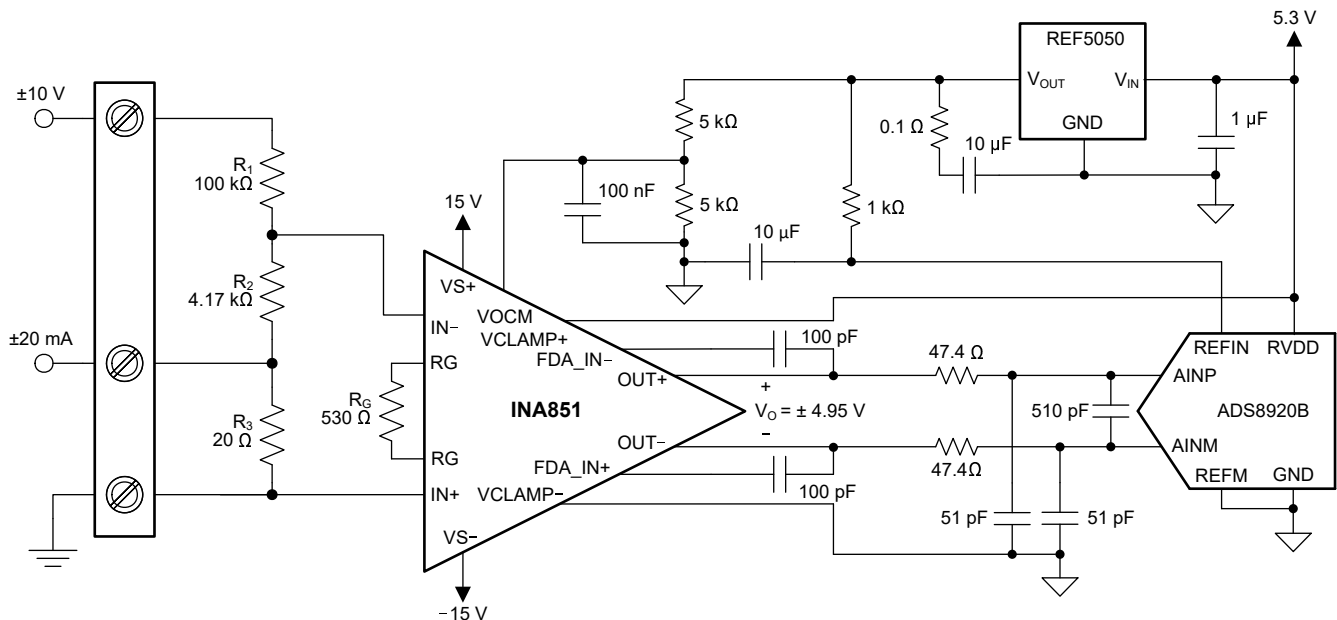 ±10 V
±20 mA
R1
100 kΩ
R2
4.17 kΩ
R3
20 Ω
15 V
VS+
VOCM
VCLAMP+
FDA_IN−
OUT+
IN−
RG
RG
530 Ω
RG
IN+
INA851
OUT−
FDA_IN+
VCLAMP−
VS−
−15 V
100 nF
5 kΩ
5 kΩ
10 µF
1 kΩ
0.1 Ω
10 µF
REF5050
VOUT
VIN
GND
1 µF
5.3 V
100 pF
+
VO = ± 4.95 V
−
100 pF
47.4 Ω
47.4Ω
510 pF
51 pF
51 pF
REFIN
RVDD
AINP
ADS8920B
AINM
REFM
GND